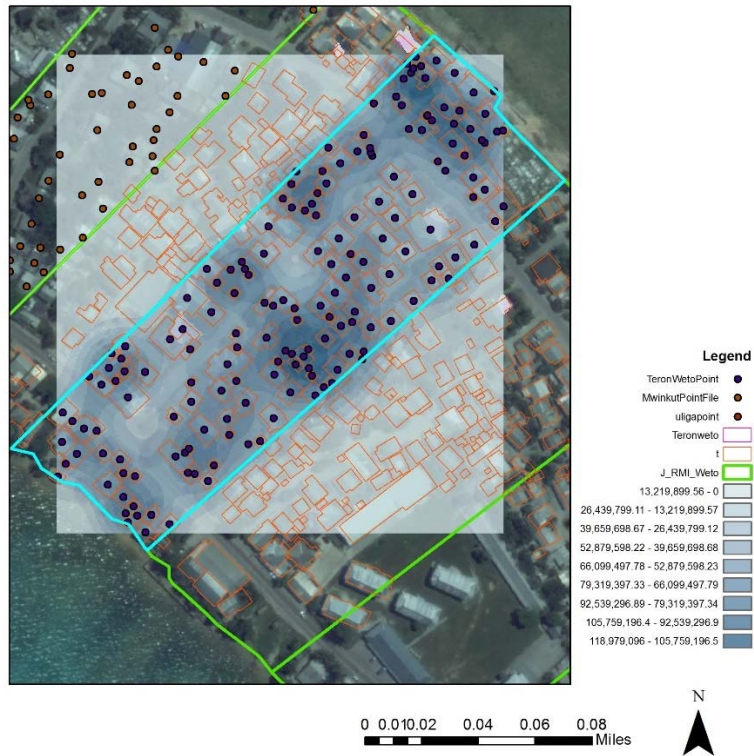 Legend
TeronWetoPoint
MwinkutPointFile
uligapoint
Teronweto
t
J_RMI_Weto
13,219,899.56 - 0
26,439,799.11 - 13,219,899.57
39,659,698.67 - 26,439,799.12
52,879,598.22 - 39,659,698.68
66,099,497.78 - 52,879,598.23
79,319,397.33 - 66,099,497.79
92,539,296.89 - 79,319,397.34
105,759,196.4 - 92,539,296.9
118,979,096 - 105,759,196.5
N
0 0.010.02 0.04 0.06 0.08
Miles